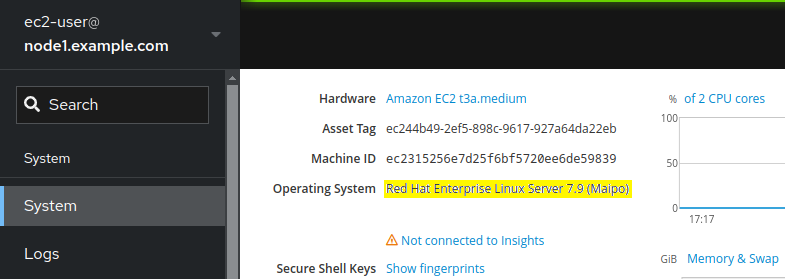 ec2-user@
node1.example.com
Search
System
System
Logs
Hardware Amazon EC2 t3a.medium
Asset Tag ec244b49-2ef5-898c-9617-927a64da22eb
Machine ID ec2315256e7d25f6bf5720ee6de59839
Operating System Red Hat Enterprise Linux Server 7.9 (Maipo)
Not connected to Insights
Secure Shell Keys Show fingerprints
% of 2 CPU cores
100
50
0
17:17
GiB Memory & Swap